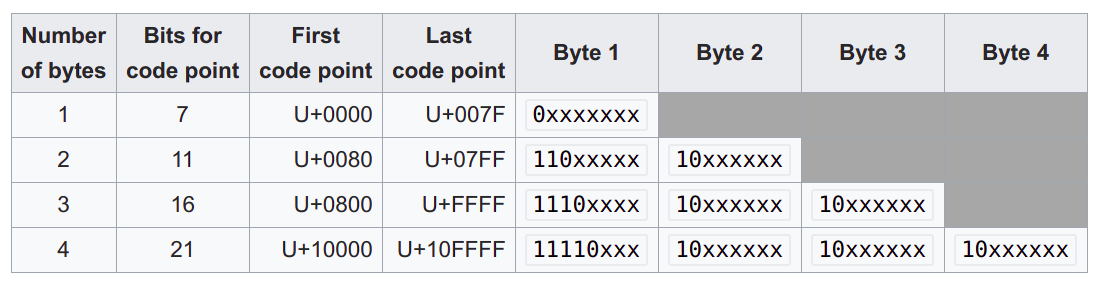 Number of bytes Bits for code point First code point Last code point Byte 1 Byte 2 Byte 3 Byte 4
1 7 U+0000 U+007F 0xxxxxxx
2 11 U+0080 U+07FF 110xxxxx 10xxxxxx
3 16 U+0800 U+FFFF 1110xxxx 10xxxxxx 10xxxxxx
4 21 U+10000 U+10FFFF 11110xxx 10xxxxxx 10xxxxxx 10xxxxxx